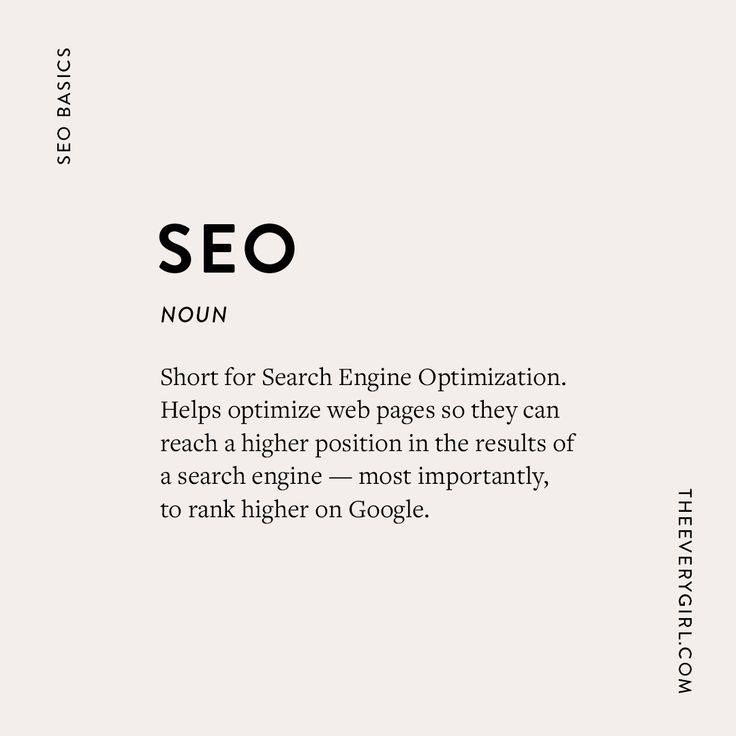 SEO BASICS
SEO
NOUN
Short for Search Engine Optimization.
Helps optimize web pages so they can
reach a higher position in the results of
a search engine — most importantly,
to rank higher on Google.
THEEVERYGIRL.COM